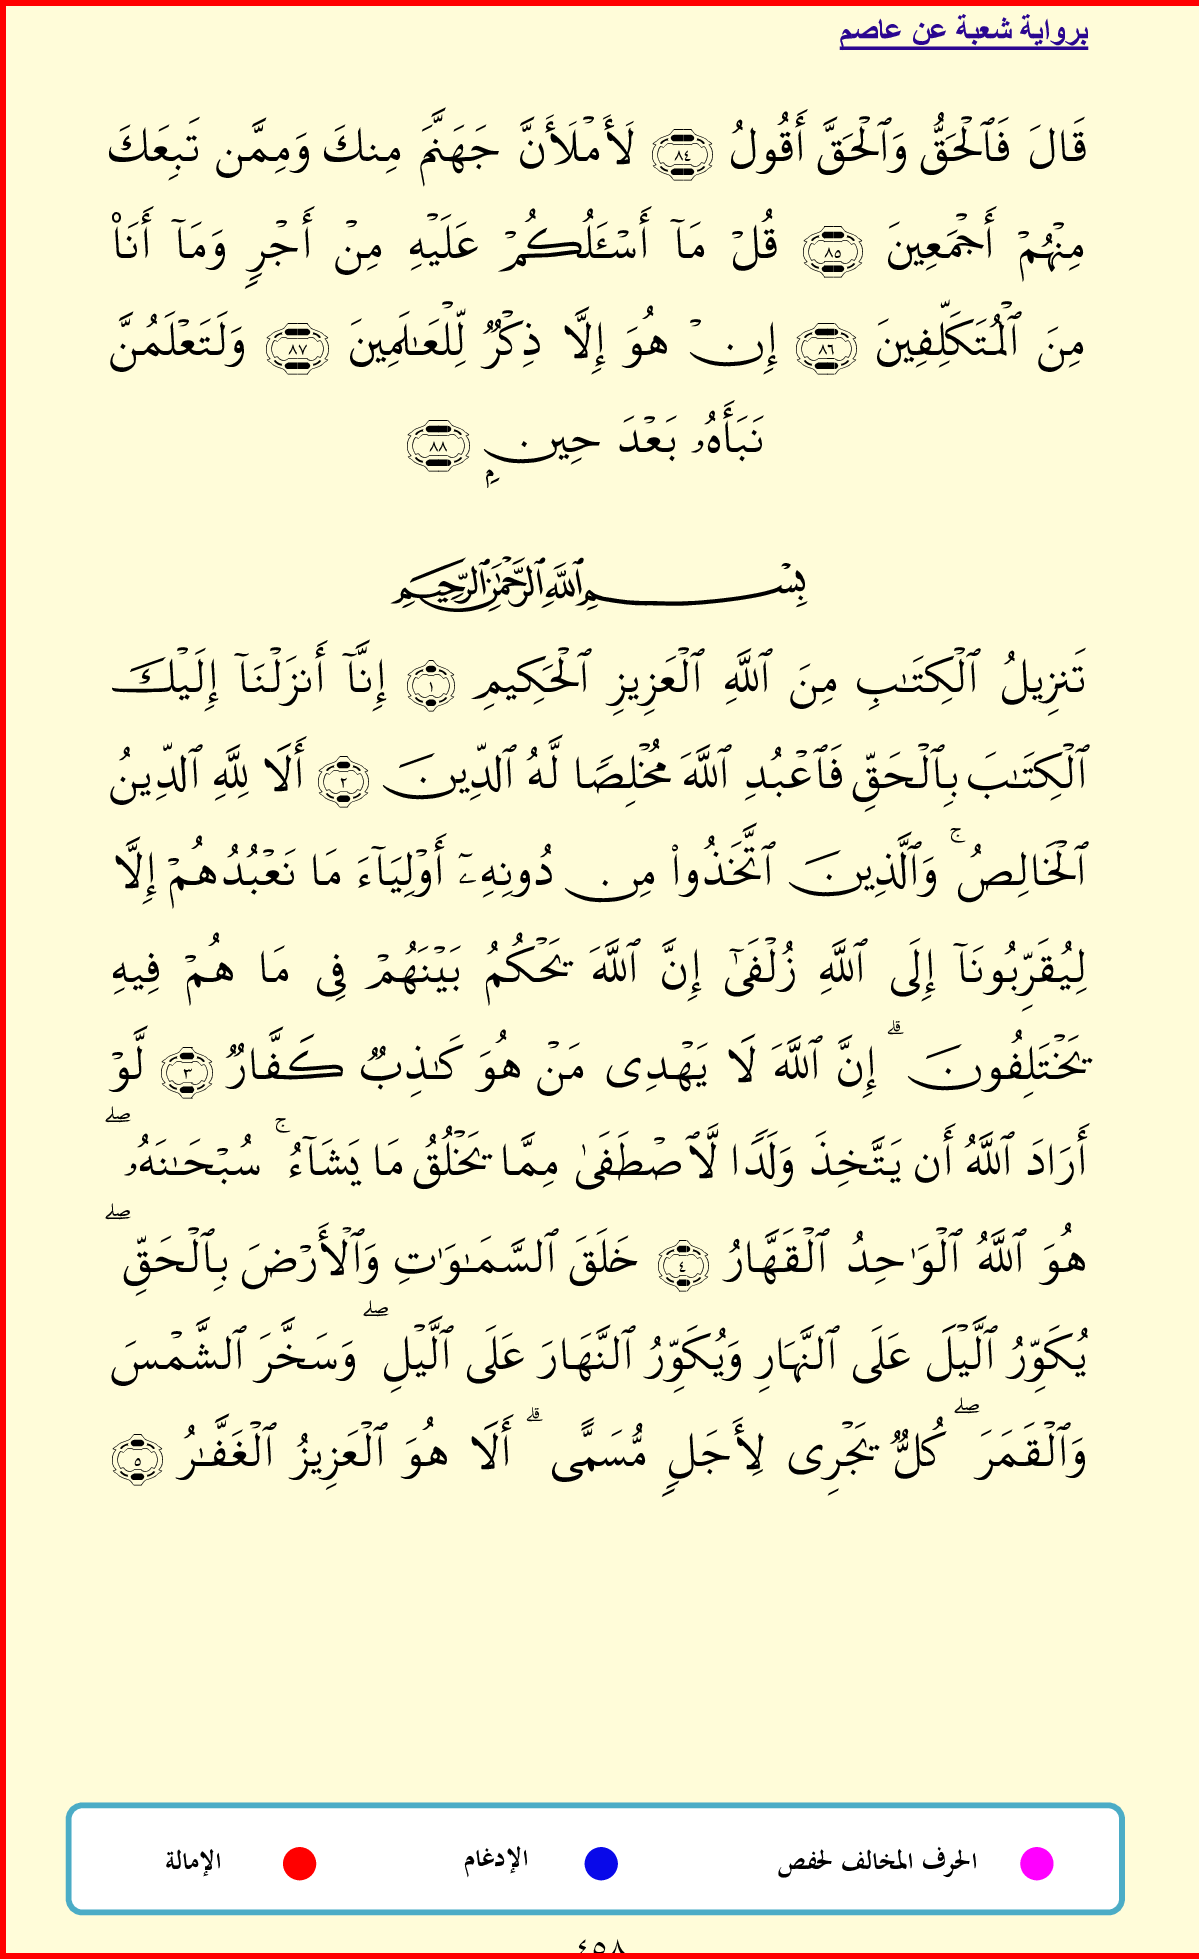 برواية شعبة عن عاصم
قَالَ فَٱلْحَقُّ وَٱلْحَقَّ أَقُولُ ٨٤ لَأَمْلَأَنَّ جَهَنَّمَ مِنكَ وَمِمَّن تَبِعَكَ
مِنْهُمْ أَجْمَعِينَ ٨٥ قُلْ مَآ أَسْـَٔلُكُمْ عَلَيْهِ مِنْ أَجْرٍ وَمَآ أَنَا۠
مِنَ ٱلْمُتَكَلِّفِينَ ٨٦ إِنْ هُوَ إِلَّا ذِكْرٌ لِّلْعَـٰلَمِينَ ٨٧ وَلَتَعْلَمُنَّ
نَبَأَهُۥ بَعْدَ حِينٍۭ ٨٨
بِسْمِ ٱللَّهِ ٱلرَّحْمَـٰنِ ٱلرَّحِيمِ
تَنزِيلُ ٱلْكِتَـٰبِ مِنَ ٱللَّهِ ٱلْعَزِيزِ ٱلْحَكِيمِ ١ إِنَّآ أَنزَلْنَآ إِلَيْكَ
ٱلْكِتَـٰبَ بِٱلْحَقِّ فَٱعْبُدِ ٱللَّهَ مُخْلِصًا لَّهُ ٱلدِّينَ ٢ أَلَا لِلَّهِ ٱلدِّينُ
ٱلْخَالِصُ ۚ وَٱلَّذِينَ ٱتَّخَذُوا۟ مِن دُونِهِۦٓ أَوْلِيَآءَ مَا نَعْبُدُهُمْ إِلَّا
لِيُقَرِّبُونَآ إِلَى ٱللَّهِ زُلْفَىٰٓ إِنَّ ٱللَّهَ يَحْكُمُ بَيْنَهُمْ فِى مَا هُمْ فِيهِ
يَخْتَلِفُونَ ۗ إِنَّ ٱللَّهَ لَا يَهْدِى مَنْ هُوَ كَـٰذِبٌ كَفَّارٌ ٣ لَّوْ
أَرَادَ ٱللَّهُ أَن يَتَّخِذَ وَلَدًا لَّٱصْطَفَىٰ مِمَّا يَخْلُقُ مَا يَشَآءُ ۚ سُبْحَـٰنَهُۥ ۖ
هُوَ ٱللَّهُ ٱلْوَٰحِدُ ٱلْقَهَّارُ ٤ خَلَقَ ٱلسَّمَـٰوَٰتِ وَٱلْأَرْضَ بِٱلْحَقِّ ۖ
يُكَوِّرُ ٱلَّيْلَ عَلَى ٱلنَّهَارِ وَيُكَوِّرُ ٱلنَّهَارَ عَلَى ٱلَّيْلِ ۖ وَسَخَّرَ ٱلشَّمْسَ
وَٱلْقَمَرَ ۖ كُلٌّ يَجْرِى لِأَجَلٍ مُّسَمًّى ۗ أَلَا هُوَ ٱلْعَزِيزُ ٱلْغَفَّـٰرُ ٥
الحرف المخالف لحفص الإدغام الإمالة
٤٥٨